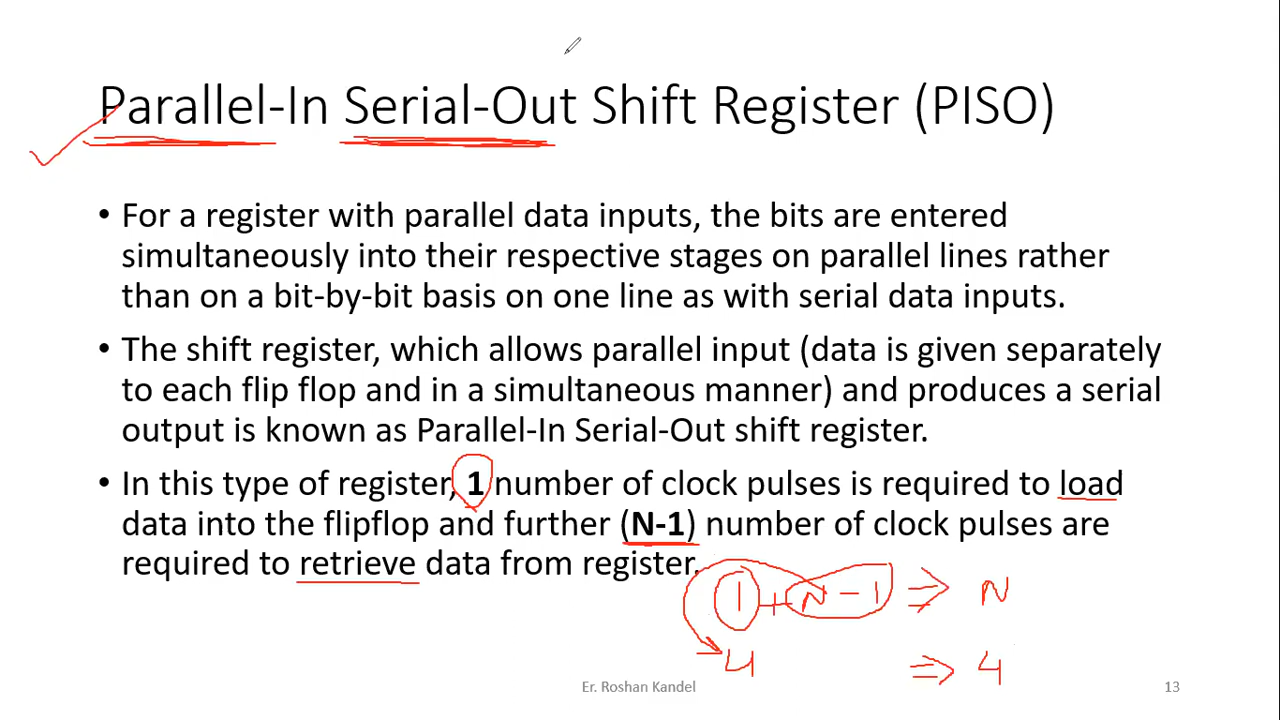 Parallel-In Serial-Out Shift Register (PISO)
• For a register with parallel data inputs, the bits are entered
simultaneously into their respective stages on parallel lines rather
than on a bit-by-bit basis on one line as with serial data inputs.
• The shift register, which allows parallel input (data is given separately
to each flip flop and in a simultaneous manner) and produces a serial
output is known as Parallel-In Serial-Out shift register.
• In this type of register, 1 number of clock pulses is required to load
data into the flipflop and further (N-1) number of clock pulses are
required to retrieve data from register.
1 + N - 1 ⇒ N
4 ⇒ 4
Er. Roshan Kandel
13